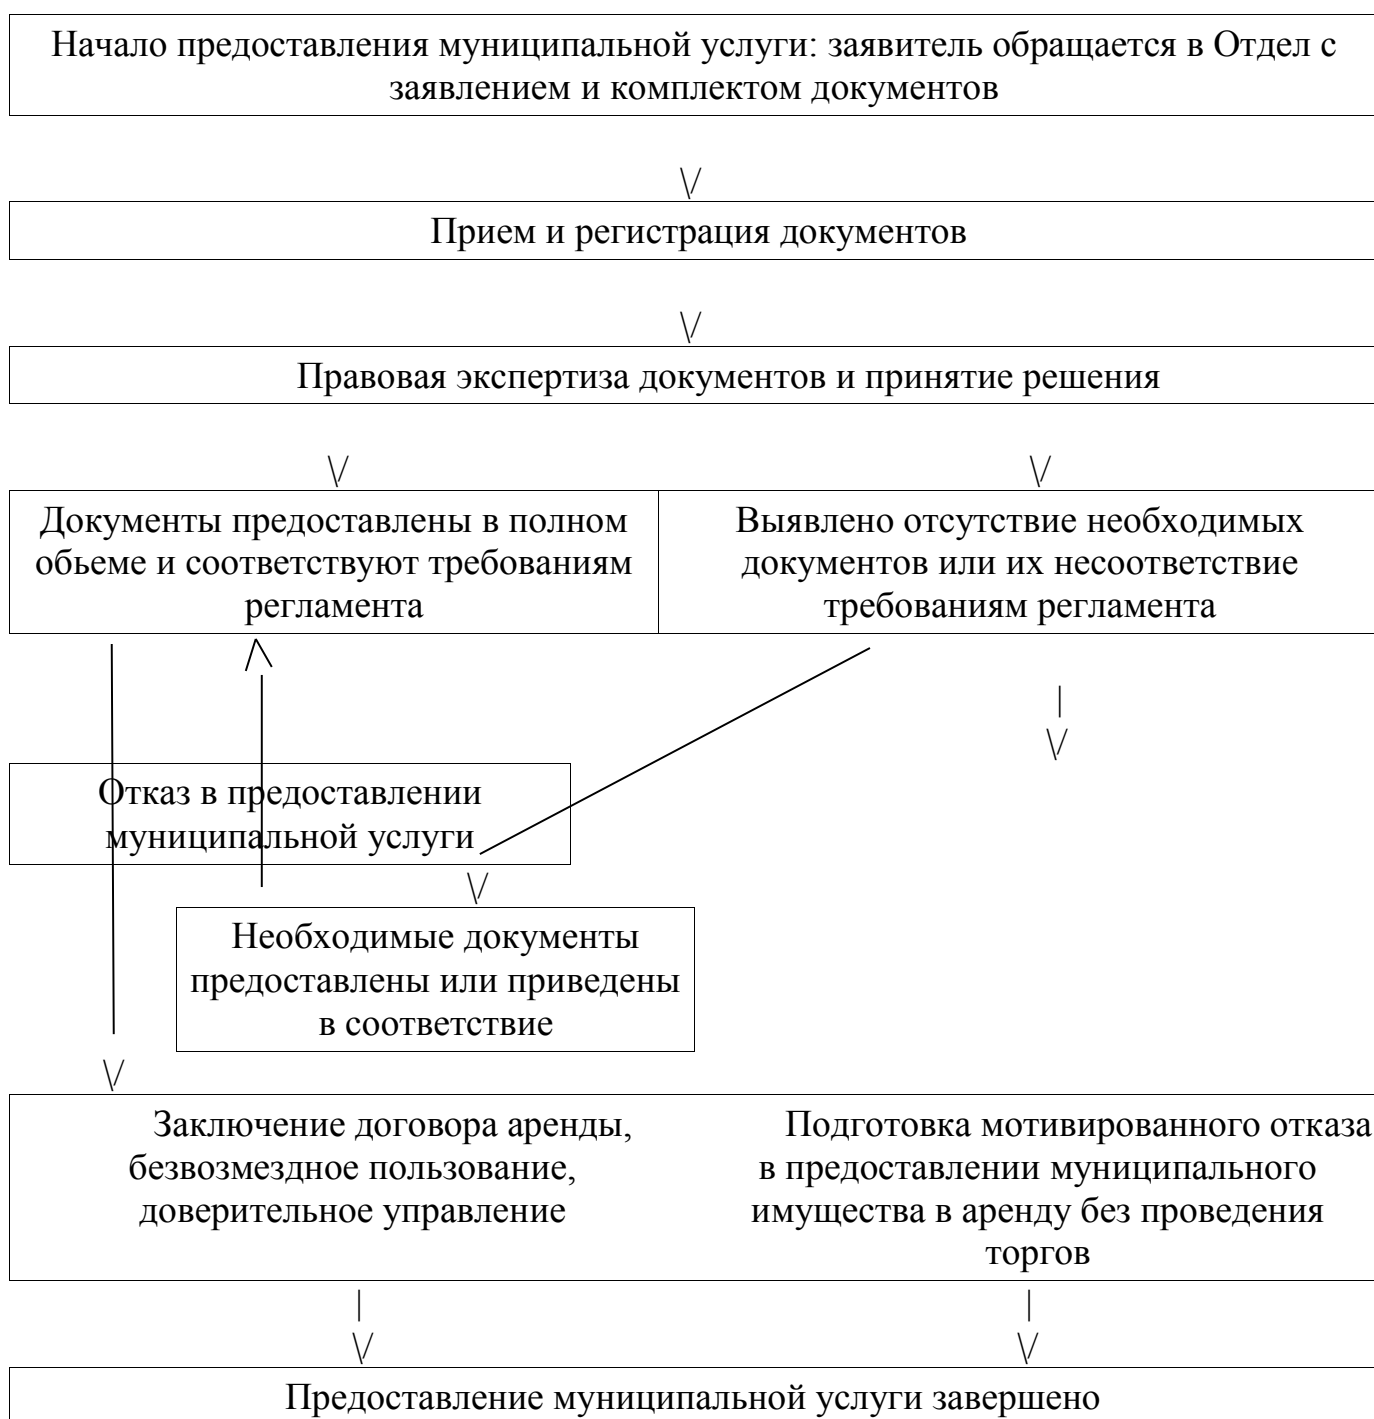 Начало предоставления муниципальной услуги: заявитель обращается в Отдел с
заявлением и комплектом документов
Прием и регистрация документов
Правовая экспертиза документов и принятие решения
Документы предоставлены в полном
обьеме и соответствуют требованиям
регламента
Выявлено отсутствие необходимых
документов или их несоответствие
требованиям регламента
Отказ в предоставлении
муниципальной услуги
Необходимые документы
предоставлены или приведены
в соответствие
Заключение договора аренды,
безвозмездное пользование,
доверительное управление
Подготовка мотивированного отказа
в предоставлении муниципального
имущества в аренду без проведения
торгов
Предоставление муниципальной услуги завершено